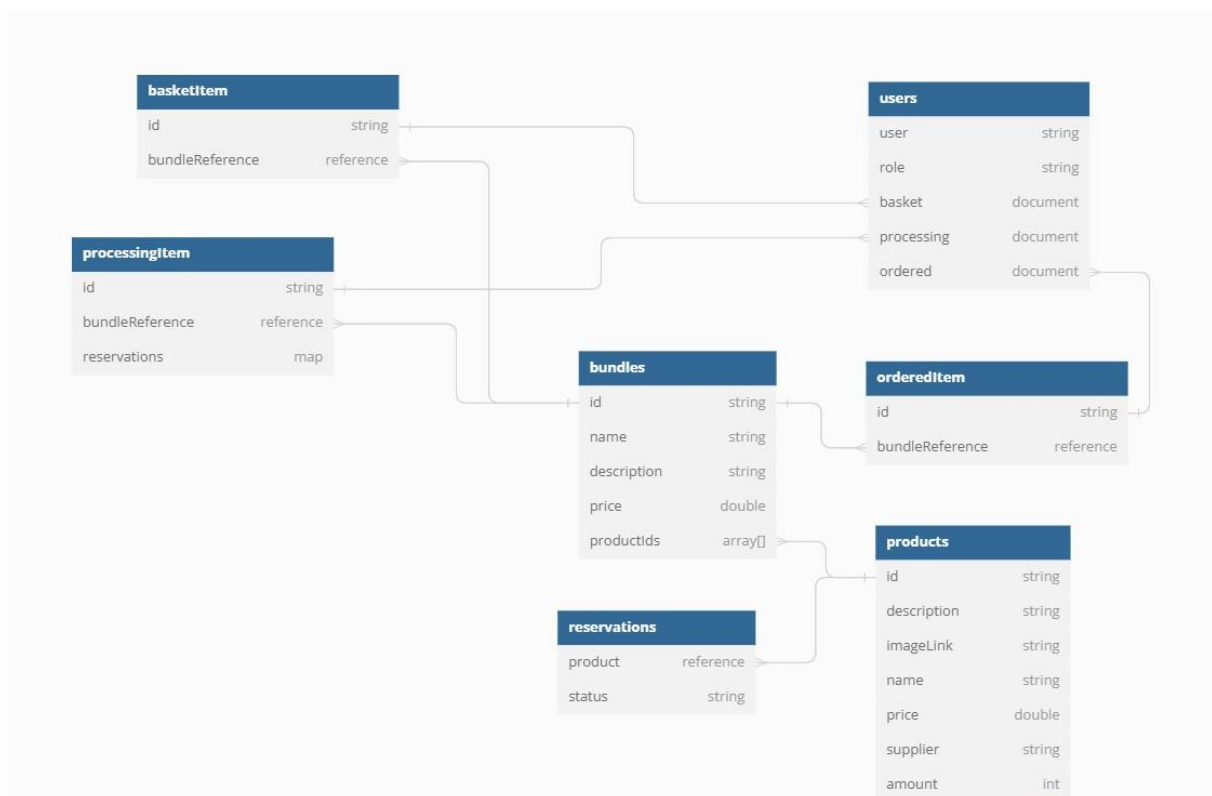 basketItem
id string
bundleReference reference
users
user string
role string
basket document
processing document
ordered document
processingItem
id string
bundleReference reference
reservations map
bundles
id string
name string
description string
price double
productIds array[]
orderedItem
id string
bundleReference reference
products
id string
description string
imageLink string
name string
price double
supplier string
amount int
reservations
product reference
status string